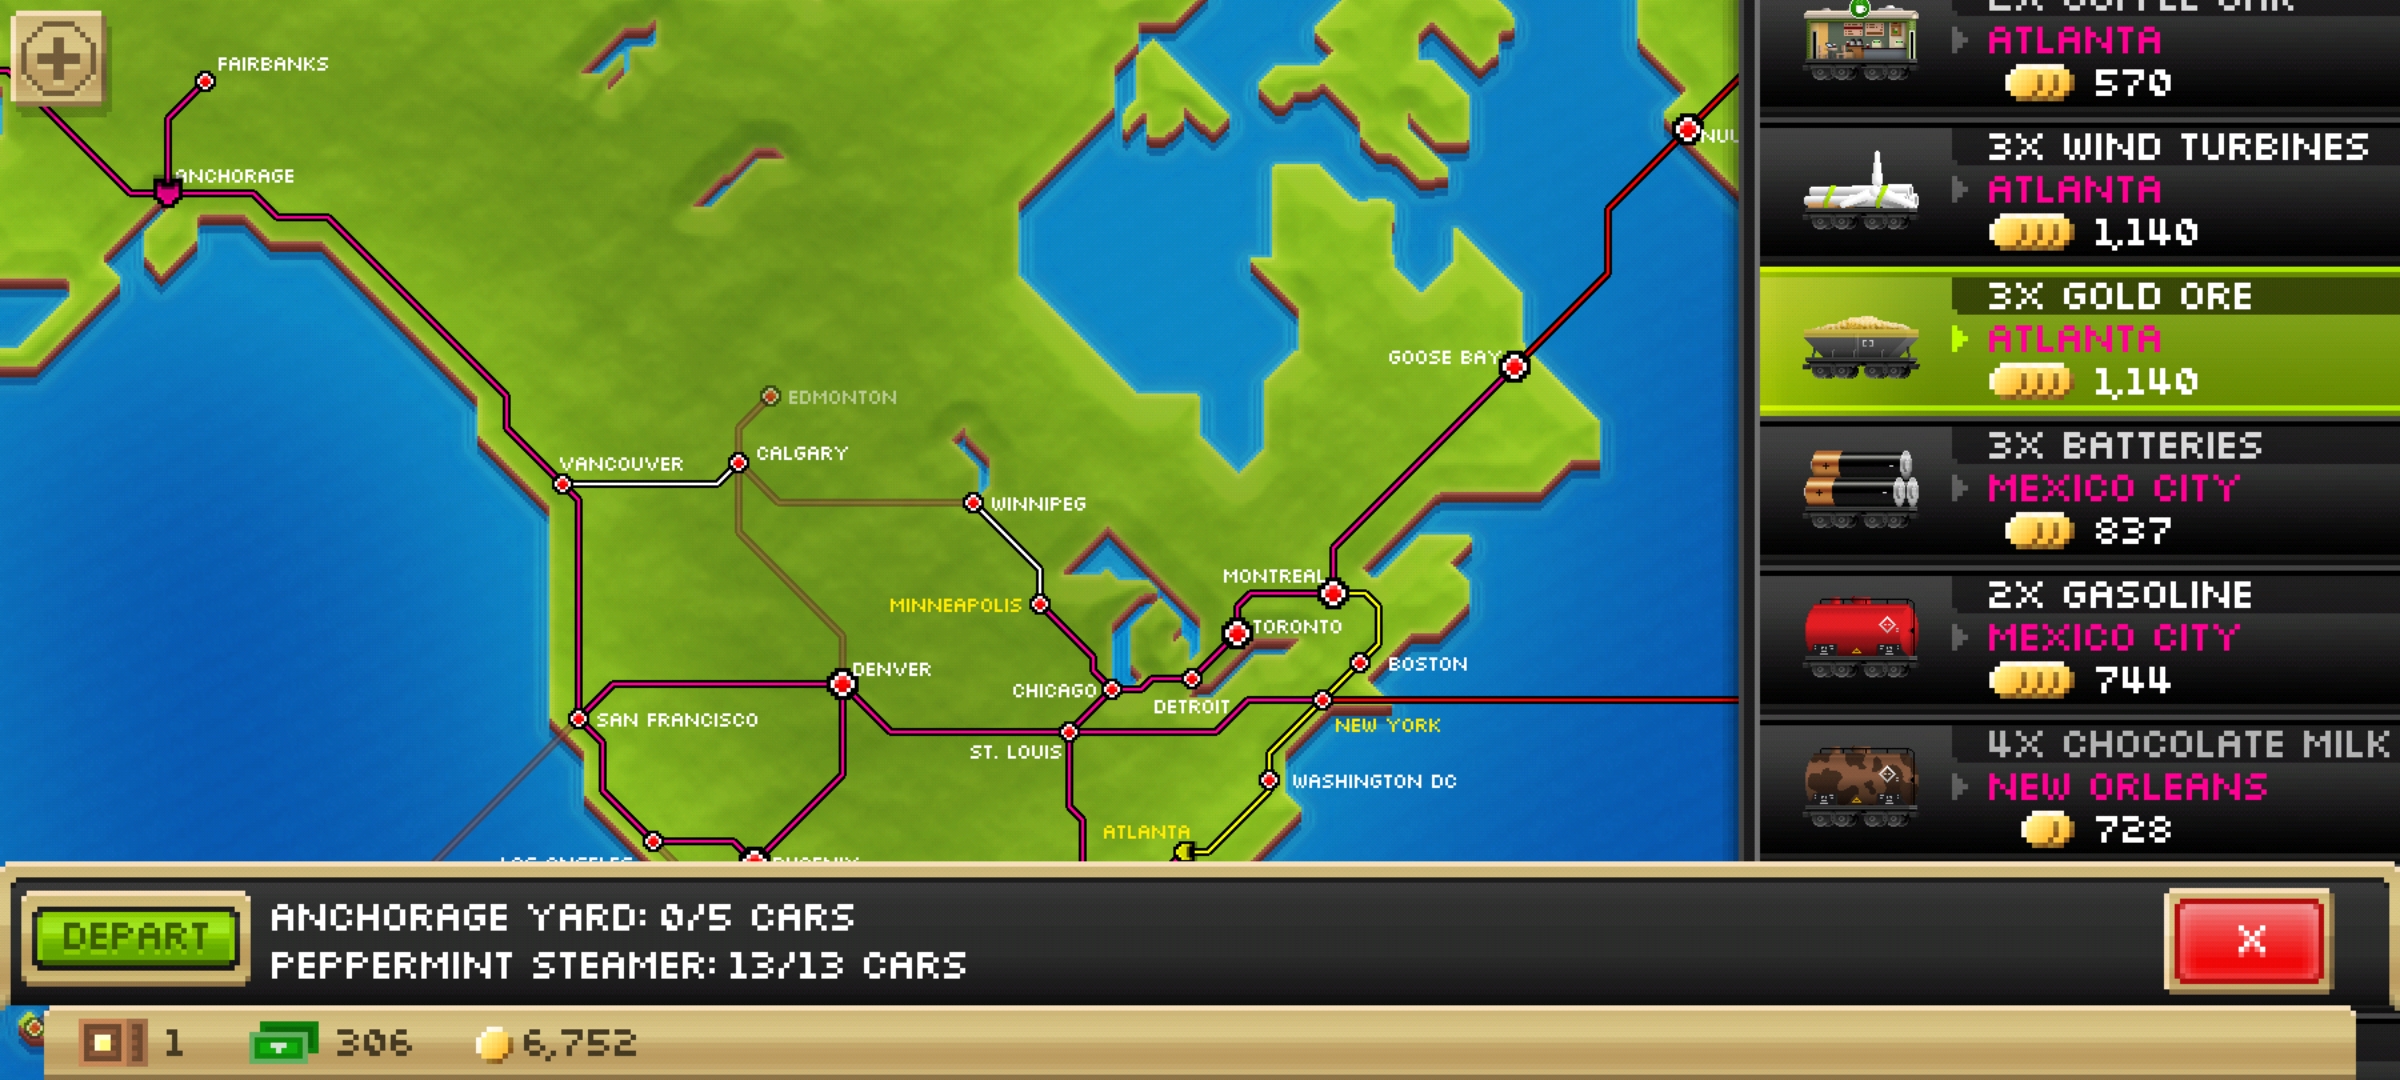 FAIRBANKS
ANCHORAGE
EDMONTON
CALGARY
VANCOUVER
WINNIPEG
GOOSE BAY
MINNEAPOLIS
MONTREAL
TORONTO
BOSTON
DENVER
CHICAGO
DETROIT
SAN FRANCISCO
NEW YORK
ST. LOUIS
WASHINGTON DC
ATLANTA
ATLANTA
570
3X WIND TURBINES
ATLANTA
1,140
3X GOLD ORE
ATLANTA
1,140
3X BATTERIES
MEXICO CITY
837
2X GASOLINE
MEXICO CITY
744
4X CHOCOLATE MILK
NEW ORLEANS
728
DEPART
ANCHORAGE YARD: 0/5 CARS
PEPPERMINT STEAMER: 13/13 CARS
X
1
306
6,752